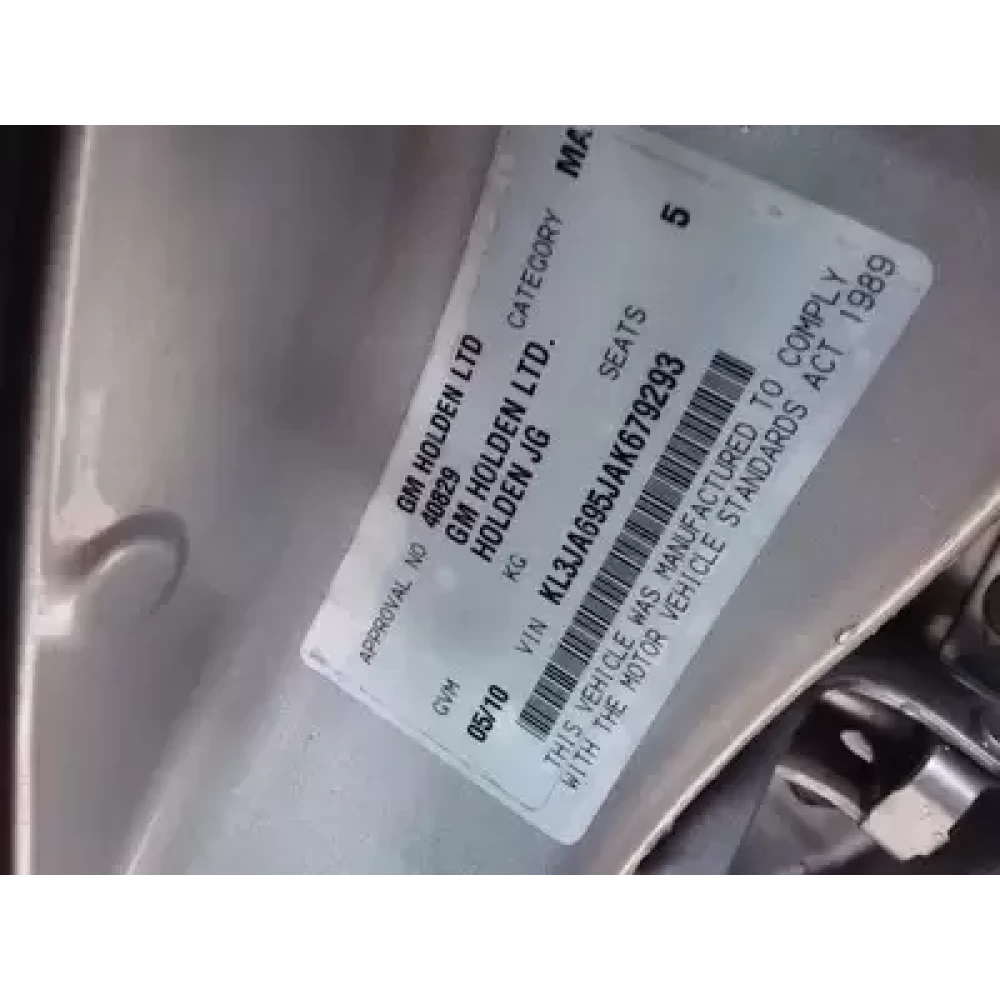 GM HOLDEN LTD
APPROVAL NO 40829 CATEGORY MA
GM HOLDEN LTD.
HOLDEN JG
GVM KG SEATS 5
05/10 VIN KL3JA695JAK679293
THIS VEHICLE WAS MANUFACTURED TO COMPLY
WITH THE MOTOR VEHICLE STANDARDS ACT 1989